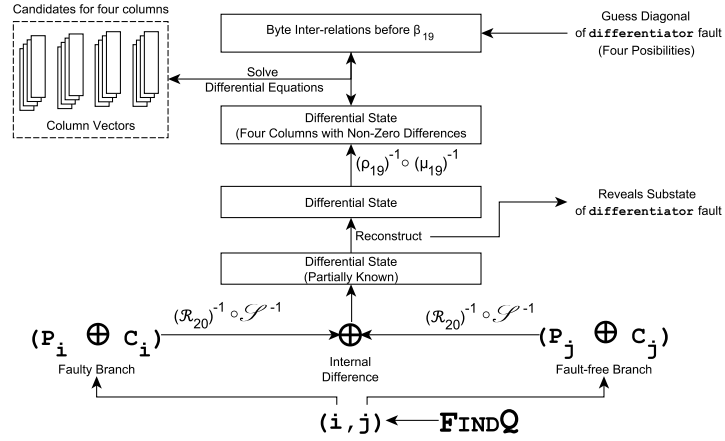 Candidates for four columns
Column Vectors
Byte Inter-relations before β19
Guess Diagonal
of differentiator fault
(Four Posibilities)
Solve
Differential Equations
Differential State
(Four Columns with Non-Zero Differences
(ρ19)-1 ∘ (μ19)-1
Differential State
Reveals Substate
of differentiator fault
Reconstruct
Differential State
(Partially Known)
(ℛ20)-1 ∘ 𝒮 -1
(ℛ20)-1 ∘ 𝒮 -1
(Pi ⊕ Ci)
⊕
(Pj ⊕ Cj)
Faulty Branch
Internal
Difference
Fault-free Branch
(i,j)
FINDQ